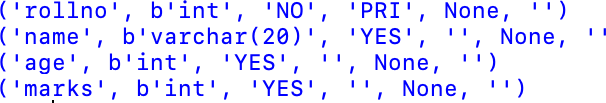 ('rollno', b'int', 'NO', 'PRI', None, '')
('name', b'varchar(20)', 'YES', '', None, ''
('age', b'int', 'YES', '', None, '')
('marks', b'int', 'YES', '', None, '')